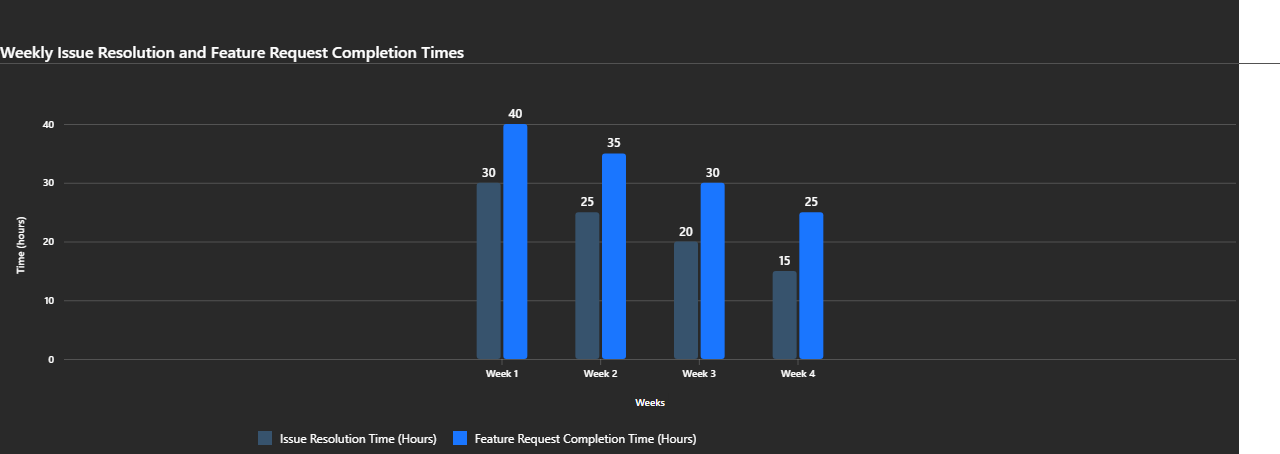 Weekly Issue Resolution and Feature Request Completion Times
40
40
35
30
30
30
25
25
20
20
15
10
0
Time (hours)
Week 1 Week 2 Week 3 Week 4
Weeks
Issue Resolution Time (Hours) Feature Request Completion Time (Hours)